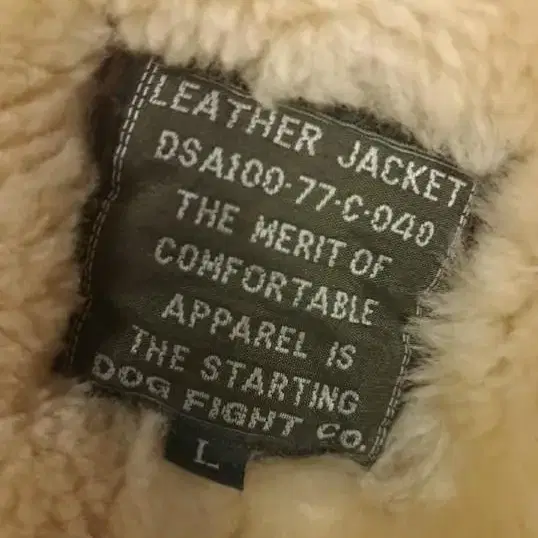 LEATHER JACKET
DSA100-77-C-040
THE MERIT OF
COMFORTABLE
APPAREL IS
THE STARTING
DOG FIGHT CO.
L